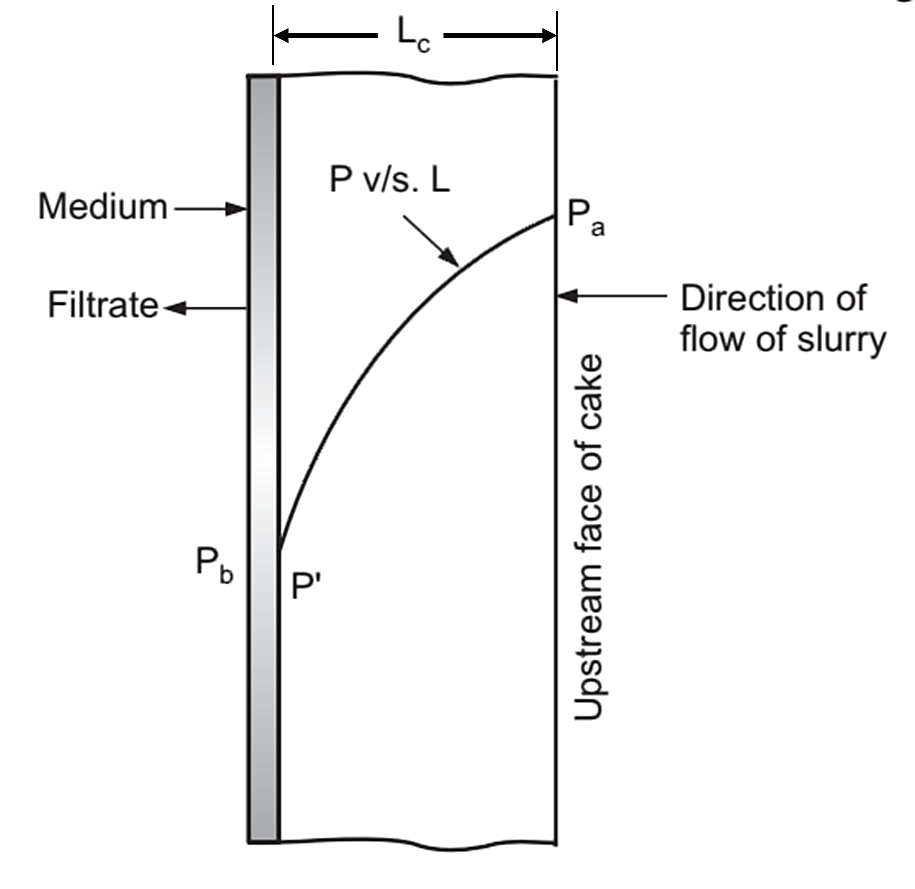 L_c
P v/s. L
Medium
P_a
Filtrate
Direction of
flow of slurry
Upstream face of cake
P_b
P'